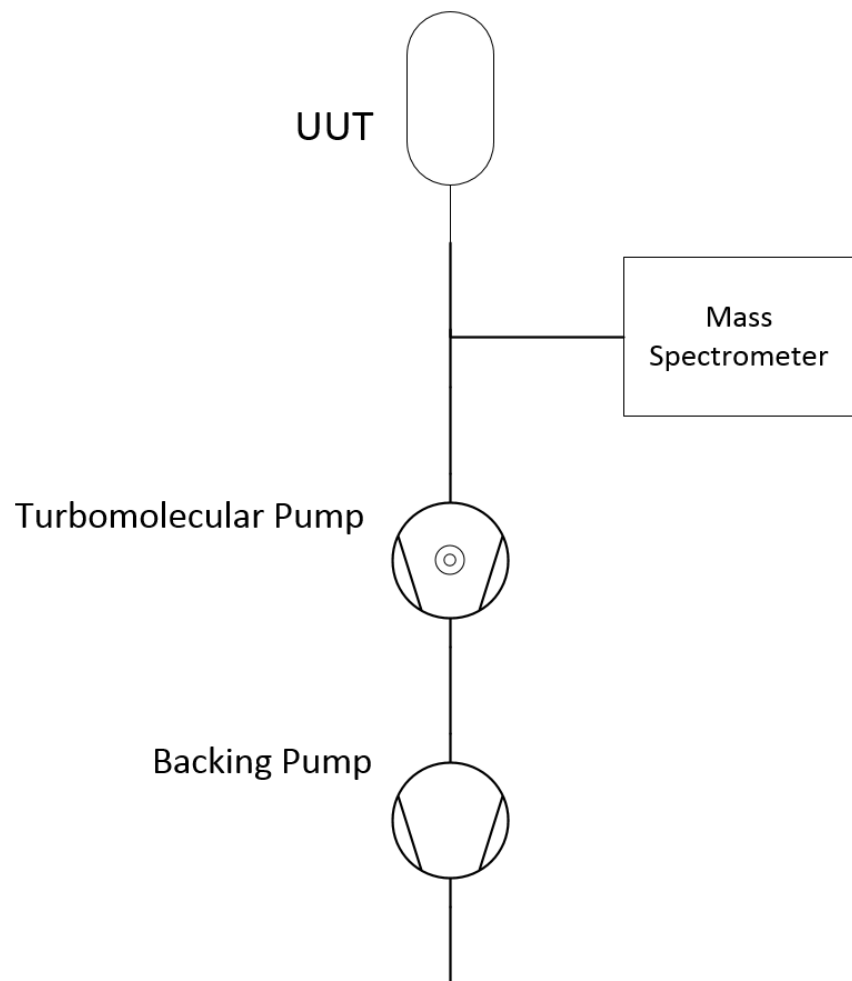 UUT
Mass
Spectrometer
Turbomolecular Pump
Backing Pump